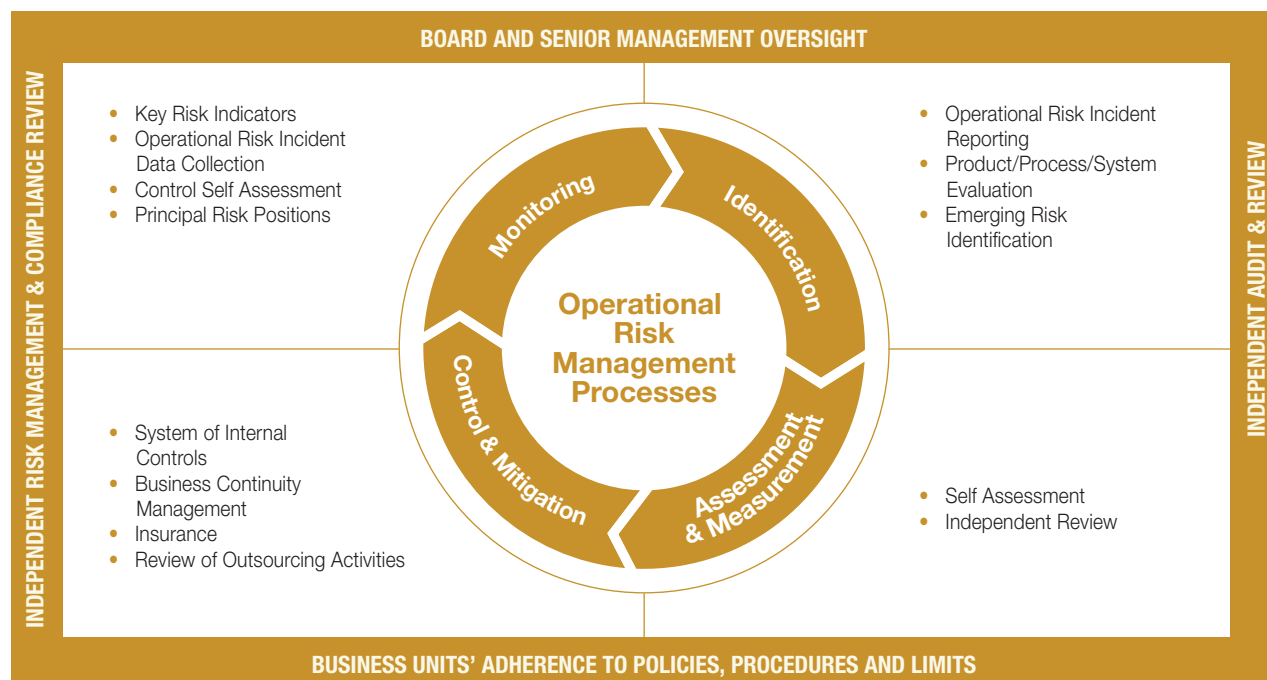 BOARD AND SENIOR MANAGEMENT OVERSIGHT
INDEPENDENT RISK MANAGEMENT & COMPLIANCE REVIEW
• Key Risk Indicators
• Operational Risk Incident
Data Collection
• Control Self Assessment
• Principal Risk Positions
Monitoring
Identification
• Operational Risk Incident
Reporting
• Product/Process/System
Evaluation
• Emerging Risk
Identification
INDEPENDENT AUDIT & REVIEW
Operational
Risk
Management
Processes
• System of Internal
Controls
• Business Continuity
Management
• Insurance
• Review of Outsourcing Activities
Control & Mitigation
Assessment
& Measurement
• Self Assessment
• Independent Review
BUSINESS UNITS' ADHERENCE TO POLICIES, PROCEDURES AND LIMITS